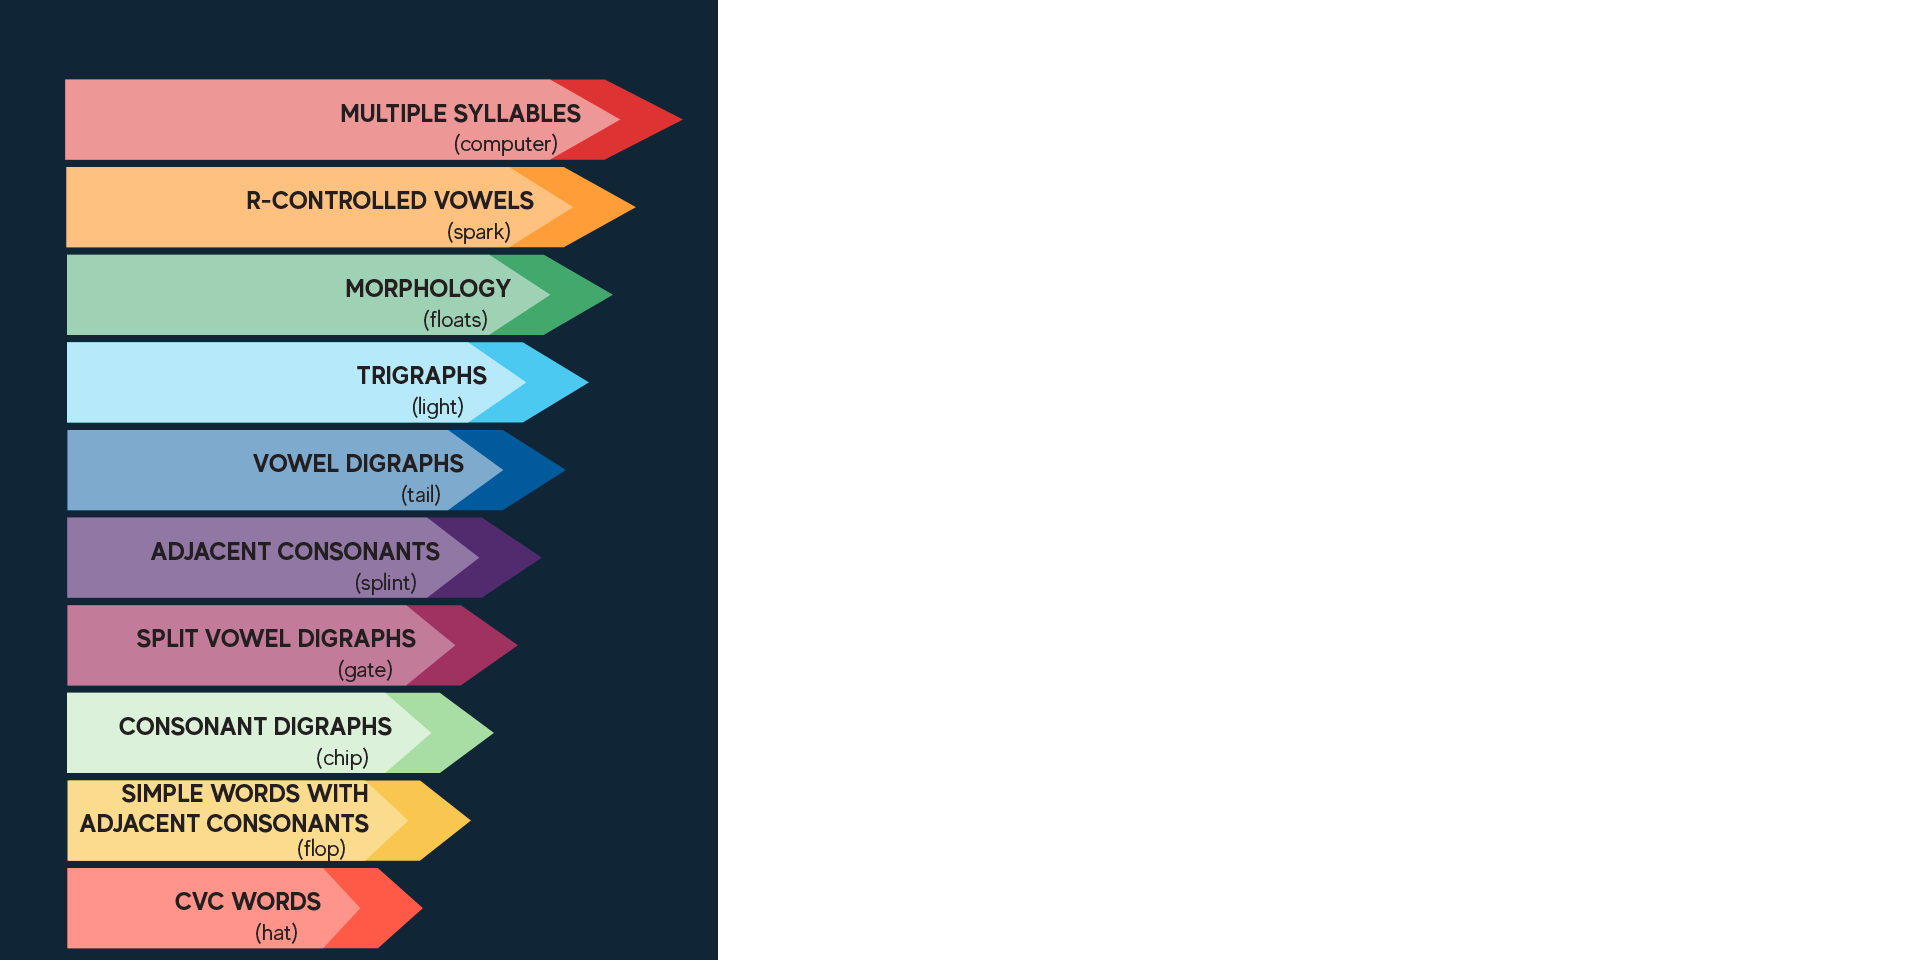 MULTIPLE SYLLABLES
(computer)
R-CONTROLLED VOWELS
(spark)
MORPHOLOGY
(floats)
TRIGRAPHS
(light)
VOWEL DIGRAPHS
(tail)
ADJACENT CONSONANTS
(splint)
SPLIT VOWEL DIGRAPHS
(gate)
CONSONANT DIGRAPHS
(chip)
SIMPLE WORDS WITH
ADJACENT CONSONANTS
(flop)
CVC WORDS
(hat)